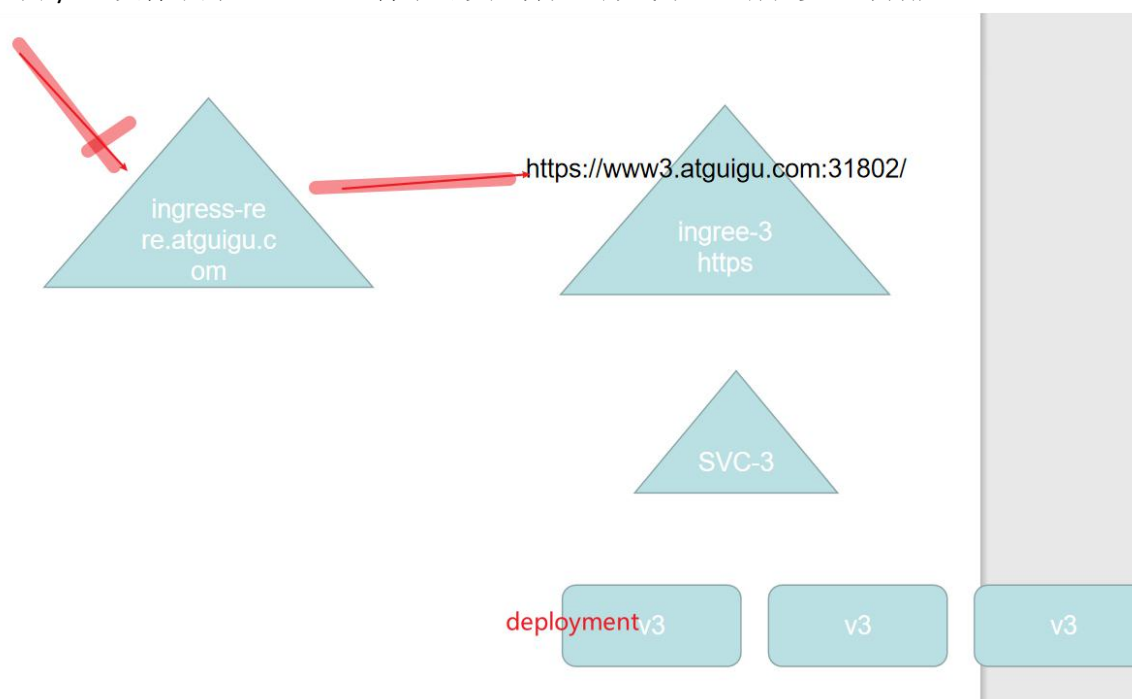 https://www3.atguigu.com:31802/
ingress-re
re.atguigu.c
om
ingree-3
https
SVC-3
deployment
v3
v3
v3